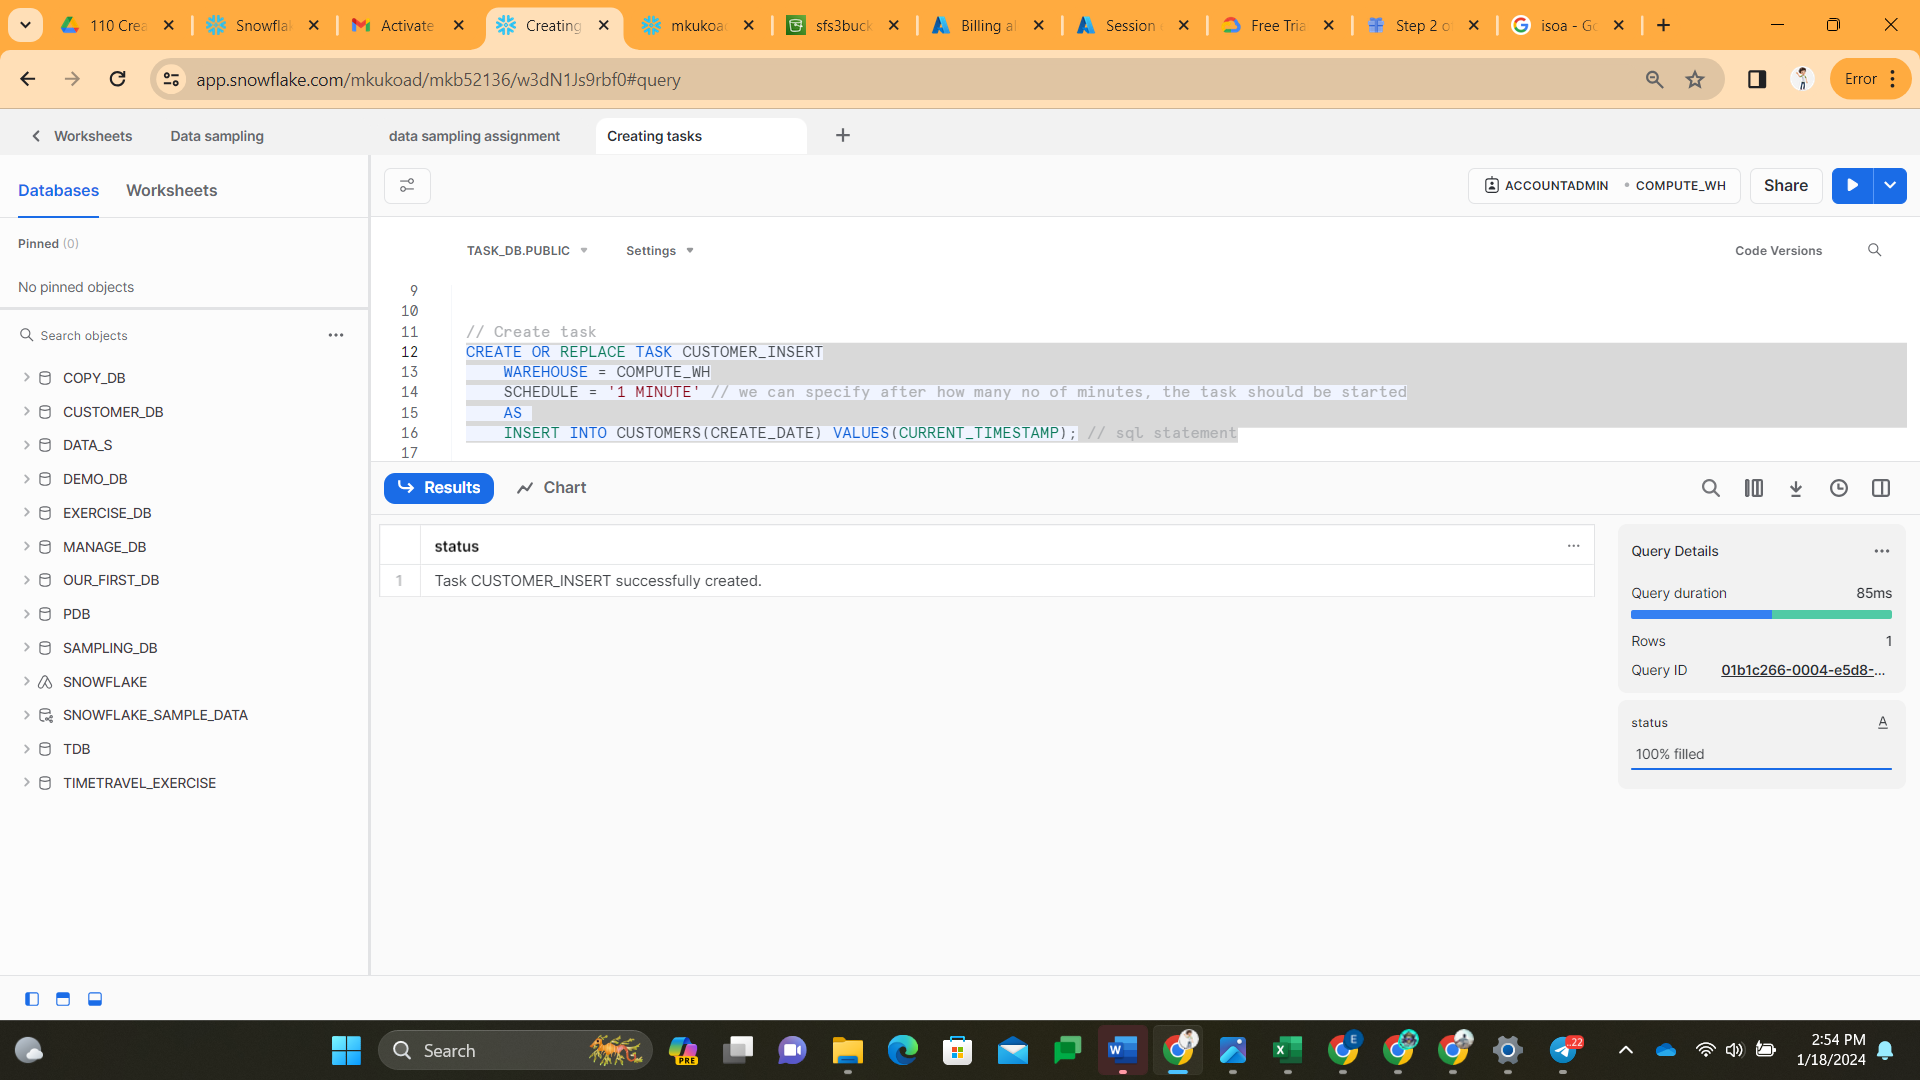 110 Crea
Snowflak
Activate
Creating
mkukoad
sfs3buck
Billing al
Session
Free Tria
Step 2 o
isoa - Go
app.snowflake.com/mkukoad/mkb52136/w3dN1Js9rbf0#query
Error
Worksheets
Data sampling
data sampling assignment
Creating tasks
Databases
Worksheets
ACCOUNTADMIN
COMPUTE_WH
Share
Pinned (0)
No pinned objects
Search objects
COPY_DB
CUSTOMER_DB
DATA_S
DEMO_DB
EXERCISE_DB
MANAGE_DB
OUR_FIRST_DB
PDB
SAMPLING_DB
SNOWFLAKE
SNOWFLAKE_SAMPLE_DATA
TDB
TIMETRAVEL_EXERCISE
TASK_DB.PUBLIC
Settings
Code Versions
9
10
11 // Create task
12 CREATE OR REPLACE TASK CUSTOMER_INSERT
13 WAREHOUSE = COMPUTE_WH
14 SCHEDULE = '1 MINUTE' // we can specify after how many no of minutes, the task should be started
15 AS
16 INSERT INTO CUSTOMERS(CREATE_DATE) VALUES(CURRENT_TIMESTAMP); // sql statement
17
Results
Chart
status
1 Task CUSTOMER_INSERT successfully created.
Query Details
Query duration 85ms
Rows 1
Query ID 01b1c266-0004-e5d8-...
status A
100% filled
Search
PRE
E
.22
2:54 PM
1/18/2024